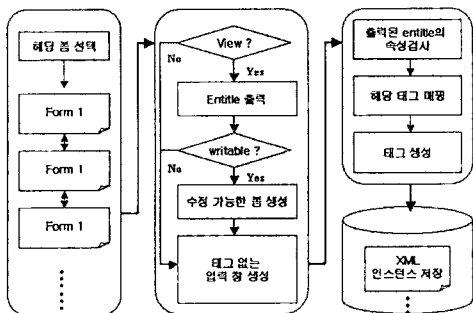 해당 폼 선택
Form 1
Form 1
Form 1
View ?
No
Yes
Entitle 출력
writable ?
No
Yes
수정 가능한 폼 생성
태그 없는
입력 창 생성
출력된 entitle의
속성검사
해당 태그 매핑
태그 생성
XML
인스턴스 저장